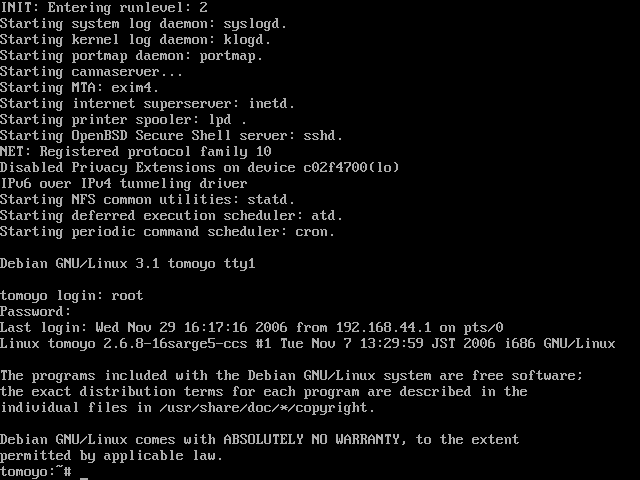 INIT: Entering runlevel: 2
Starting system log daemon: syslogd.
Starting kernel log daemon: klogd.
Starting portmap daemon: portmap.
Starting cannaserver...
Starting MTA: exim4.
Starting internet superserver: inetd.
Starting printer spooler: lpd .
Starting OpenBSD Secure Shell server: sshd.
NET: Registered protocol family 10
Disabled Privacy Extensions on device c02f4700(lo)
IPv6 over IPv4 tunneling driver
Starting NFS common utilities: statd.
Starting deferred execution scheduler: atd.
Starting periodic command scheduler: cron.
Debian GNU/Linux 3.1 tomoyo tty1
tomoyo login: root
Password:
Last login: Wed Nov 29 16:17:16 2006 from 192.168.44.1 on pts/0
Linux tomoyo 2.6.8-16sarge5-ccs #1 Tue Nov 7 13:29:59 JST 2006 i686 GNU/Linux
The programs included with the Debian GNU/Linux system are free software;
the exact distribution terms for each program are described in the
individual files in /usr/share/doc/*/copyright.
Debian GNU/Linux comes with ABSOLUTELY NO WARRANTY, to the extent
permitted by applicable law.
tomoyo:~# _